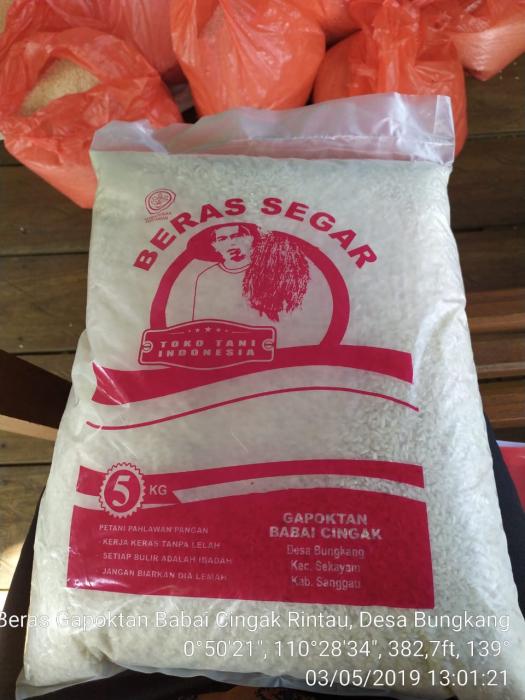 BERAS SEGAR
TOKO TANI
INDONESIA
5 KG
PETANI PAHLAWAN PANGAN
KERJA KERAS TANPA LELAH
SETIAP BULIR ADALAH IBADAH
JANGAN BIARKAN DIA LEMAH
GAPOKTAN
BABAI CINGAK
Desa Bungkang
Kec. Sekayam
Kab. Sanggau
Beras Gapoktan Babai Cingak Rintau, Desa Bungkang
0°50'21", 110°28'34", 382,7ft, 139°
03/05/2019 13:01:21